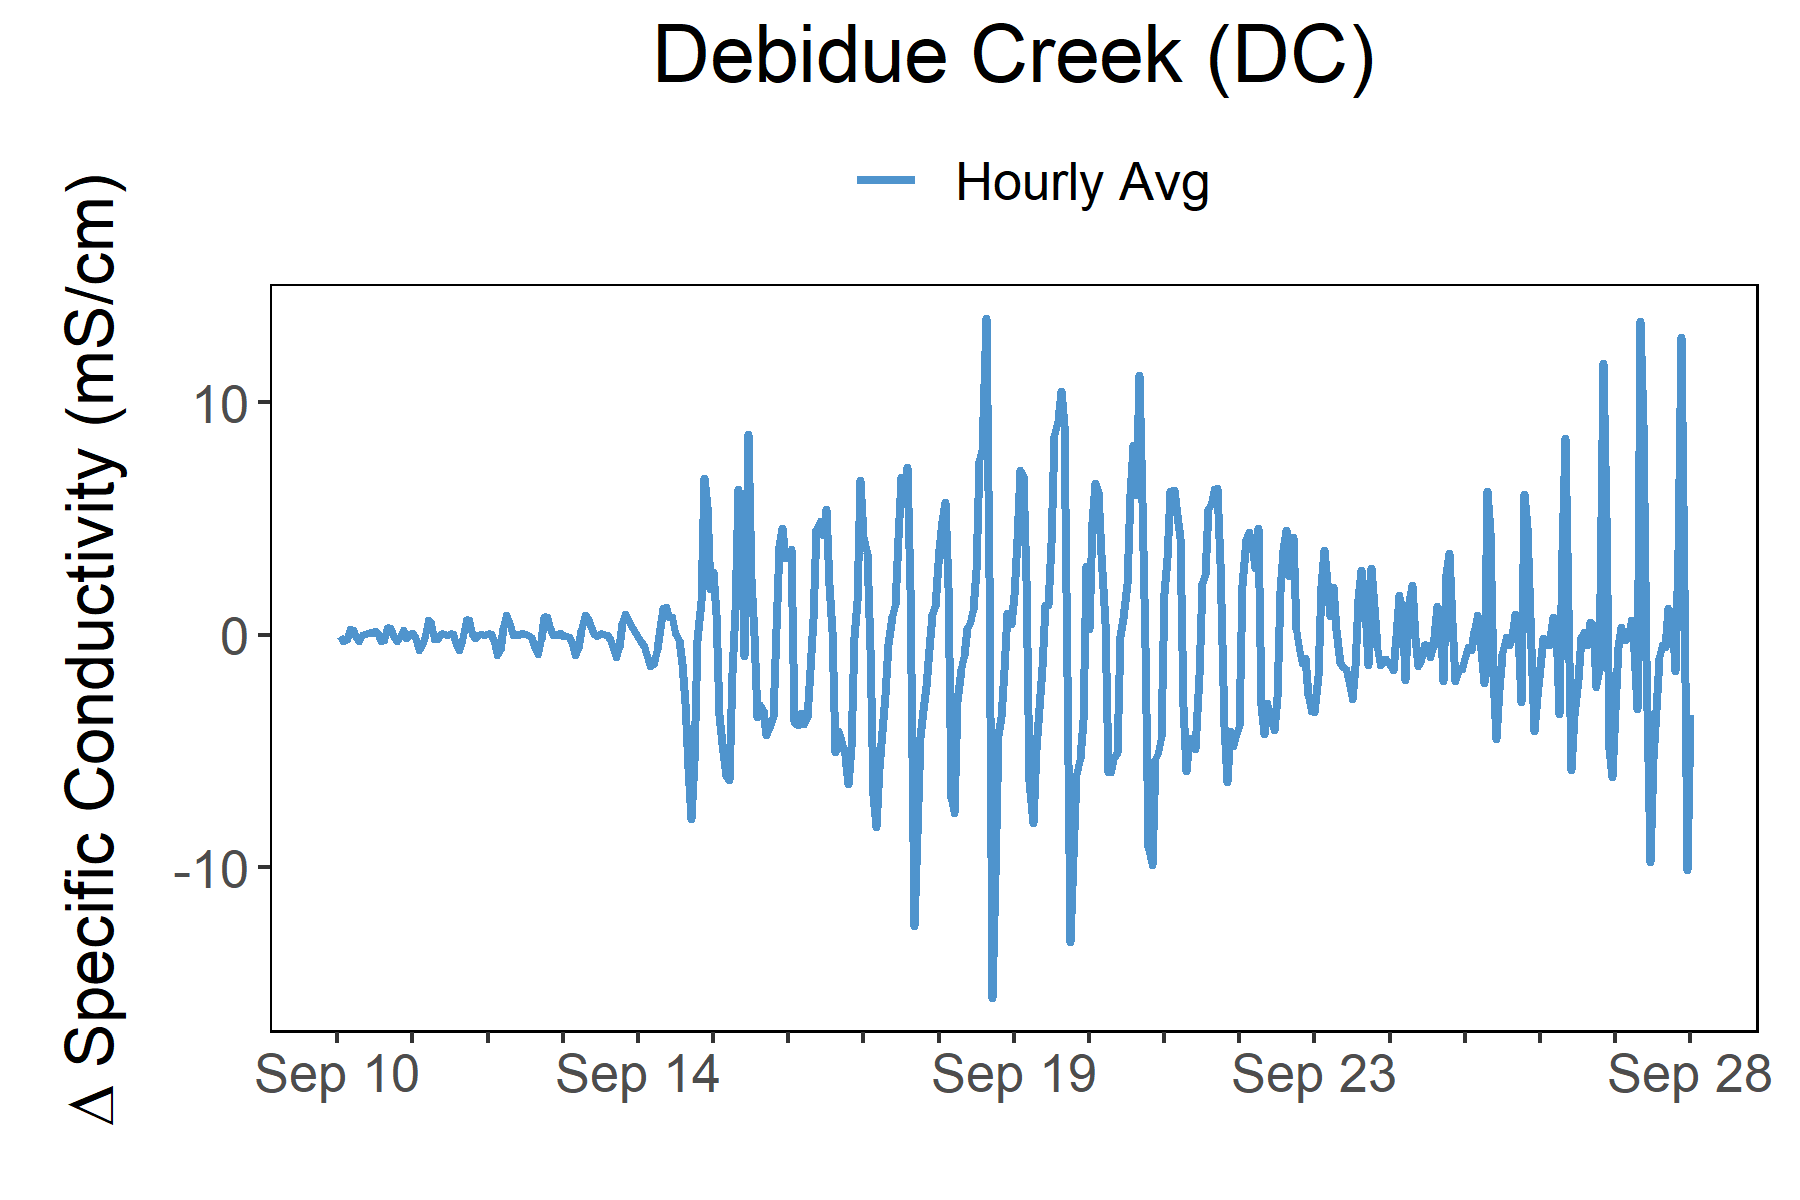 Debidue Creek (DC)
Hourly Avg
Δ Specific Conductivity (mS/cm)
10
0
-10
Sep 10 Sep 14 Sep 19 Sep 23 Sep 28